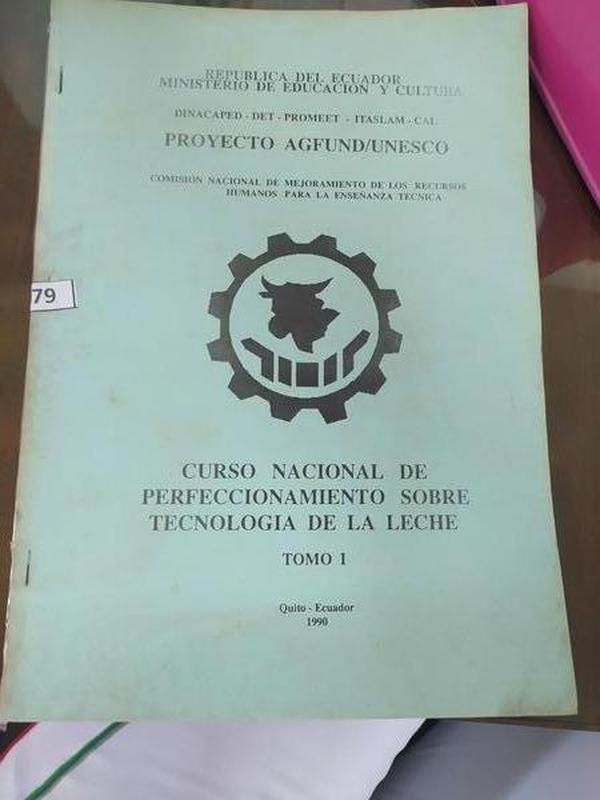 REPUBLICA DEL ECUADOR
MINISTERIO DE EDUCACION Y CULTURA
DINACAPED - DET - PROMEET - ITASLAM - CAL
PROYECTO AGFUND/UNESCO
COMISION NACIONAL DE MEJORAMIENTO DE LOS RECURSOS
HUMANOS PARA LA ENSEÑANZA TECNICA
79
CURSO NACIONAL DE
PERFECCIONAMIENTO SOBRE
TECNOLOGIA DE LA LECHE
TOMO I
Quito - Ecuador
1990